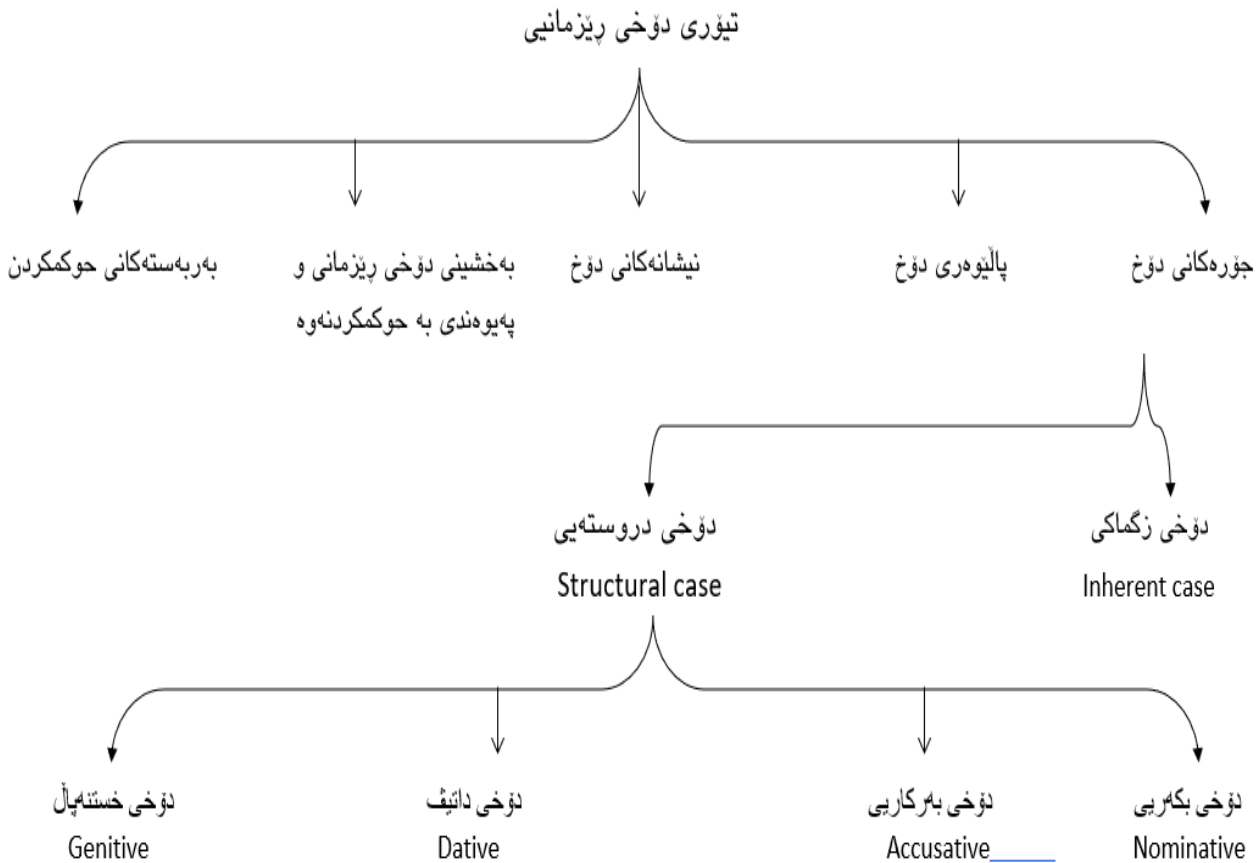 تیۆری دۆخی ڕێزمانیی
جۆرەکانی دۆخ
پاڵێوەری دۆخ
نیشانەکانی دۆخ
بەخشینی دۆخی ڕێزمانی و
پەیوەندی بە حوکمکردنەوە
بەربەستەکانی حوکمکردن
دۆخی زگماکی
Inherent case
دۆخی دروستەیی
Structural case
دۆخی بکەریی
Nominative
دۆخی بەرکاریی
Accusative
دۆخی داتیڤ
Dative
دۆخی خستنەپاڵ
Genitive